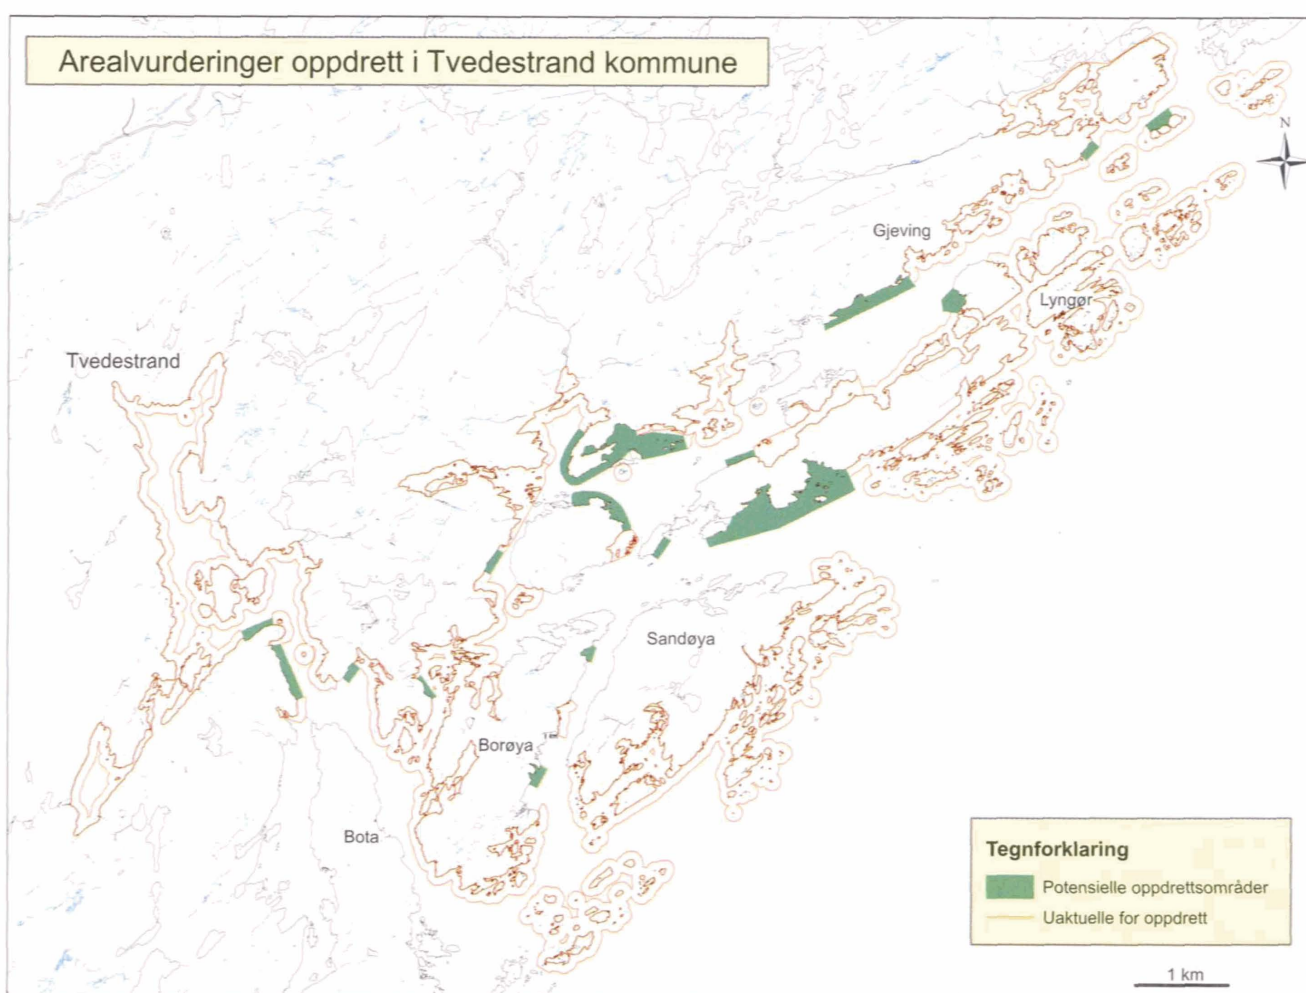 Arealvurderinger oppdrett i Tvedestrand kommune
N
Gjeving
Lyngør
Tvedestrand
Sandøya
Borøya
Bota
Tegnforklaring
Potensielle oppdrettsområder
Uaktuelle for oppdrett
1 km